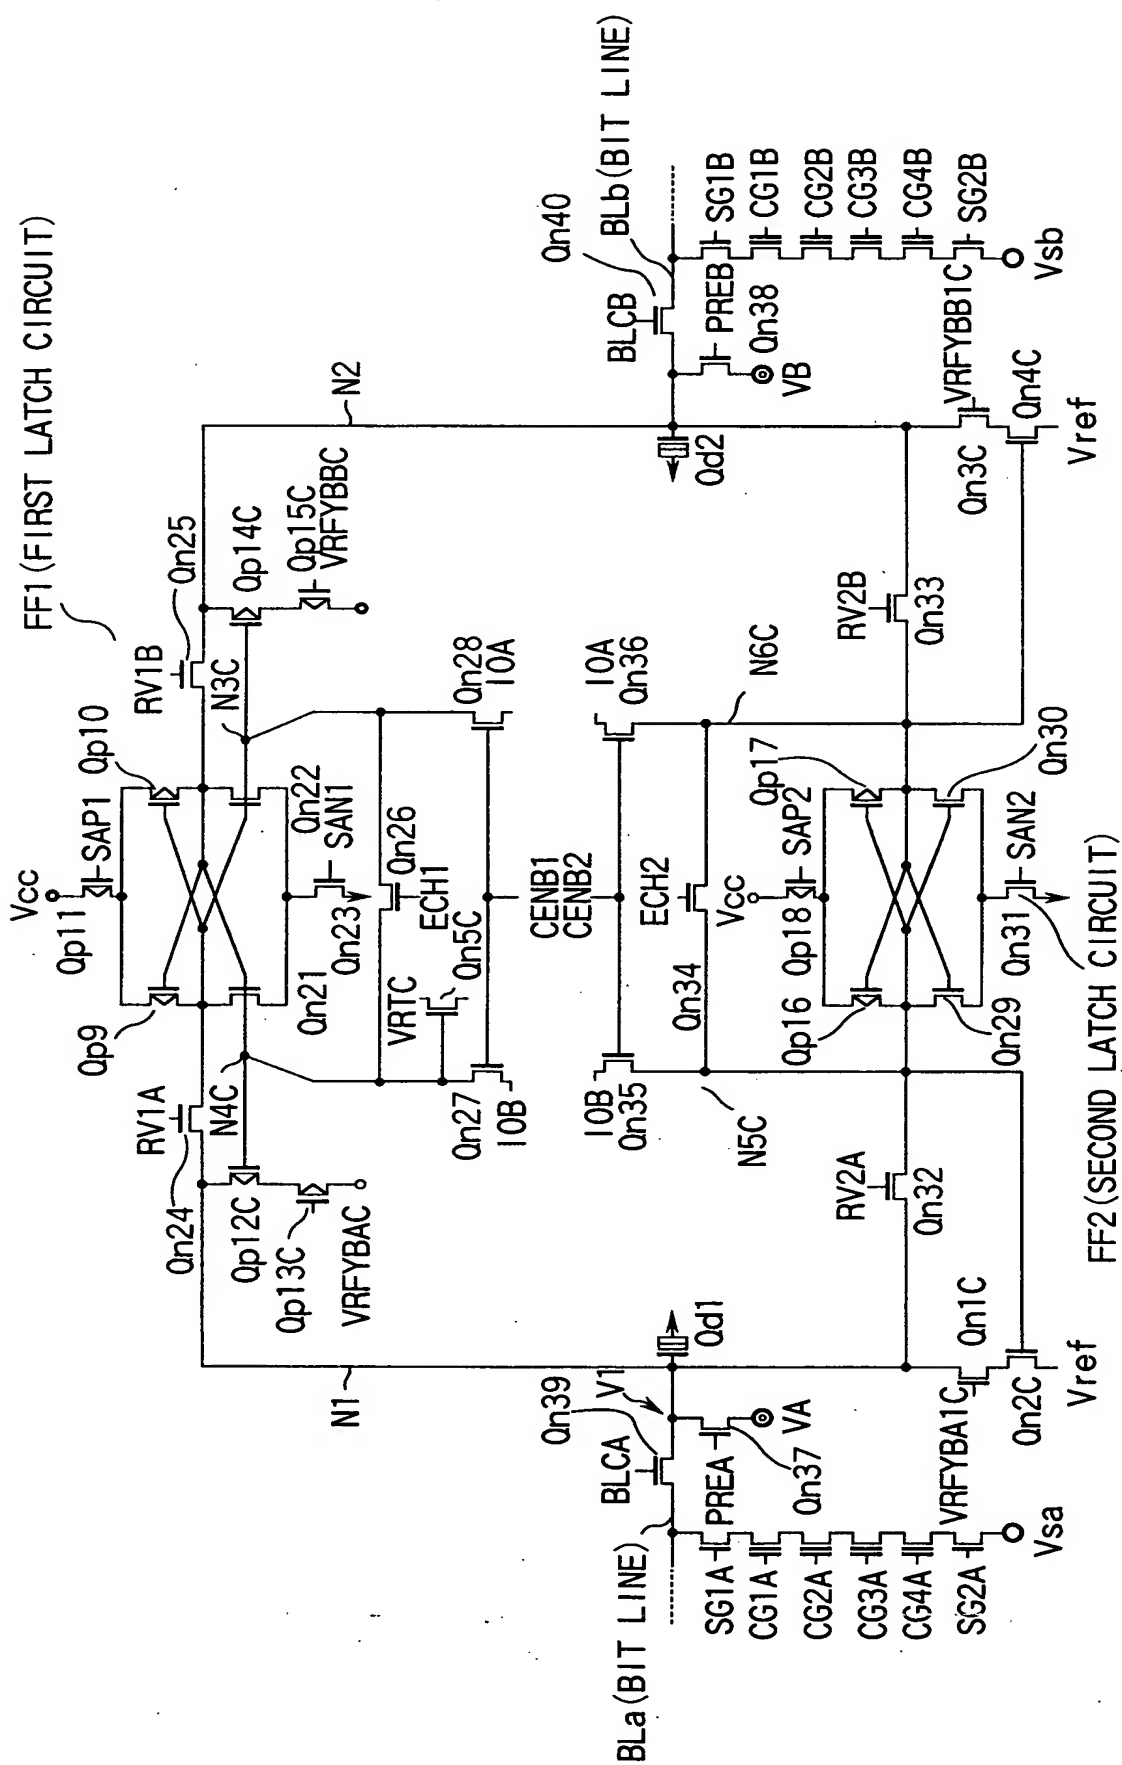 FF1(FIRST LATCH CIRCUIT)
Vcc
Qp11
SAP1
Qp9
Qp10
RV1A
RV1B
Qn24
Qn25
N4C
N3C
Qn21
Qn22
Qn23
SAN1
Qp12C
Qp13C
VRFYBAC
Qp14C
Qp15C
VRFYBBC
N1
N2
Qn26
ECH1
VRTC
Qn5C
Qn27
IOB
Qn28
IOA
CENB1
CENB2
IOB
Qn35
IOA
Qn36
ECH2
Qn34
N5C
N6C
Vcc
Qp18
SAP2
Qp16
Qp17
Qn29
Qn30
Qn31
SAN2
RV2A
Qn32
RV2B
Qn33
FF2(SECOND LATCH CIRCUIT)
BLa(BIT LINE)
BLCA
Qn39
V1
Qd1
PREA
VA
Qn37
SG1A
CG1A
CG2A
CG3A
CG4A
SG2A
Vsa
VRFYBA1C
Qn1C
Qn2C
Vref
BLb(BIT LINE)
BLCB
Qn40
Qd2
PREB
VB
Qn38
SG1B
CG1B
CG2B
CG3B
CG4B
SG2B
Vsb
VRFYBB1C
Qn3C
Qn4C
Vref